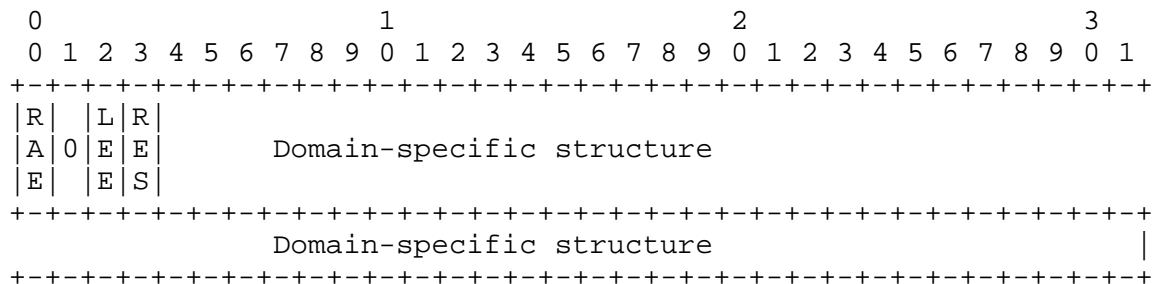 0                   1                   2                   3
 0 1 2 3 4 5 6 7 8 9 0 1 2 3 4 5 6 7 8 9 0 1 2 3 4 5 6 7 8 9 0 1
+-+-+-+-+-+-+-+-+-+-+-+-+-+-+-+-+-+-+-+-+-+-+-+-+-+-+-+-+-+-+-+-+
|R| |L|R|
|A|0|E|E|      Domain-specific structure
|E| |E|S|
+-+-+-+-+-+-+-+-+-+-+-+-+-+-+-+-+-+-+-+-+-+-+-+-+-+-+-+-+-+-+-+-+
               Domain-specific structure                        |
+-+-+-+-+-+-+-+-+-+-+-+-+-+-+-+-+-+-+-+-+-+-+-+-+-+-+-+-+-+-+-+-+